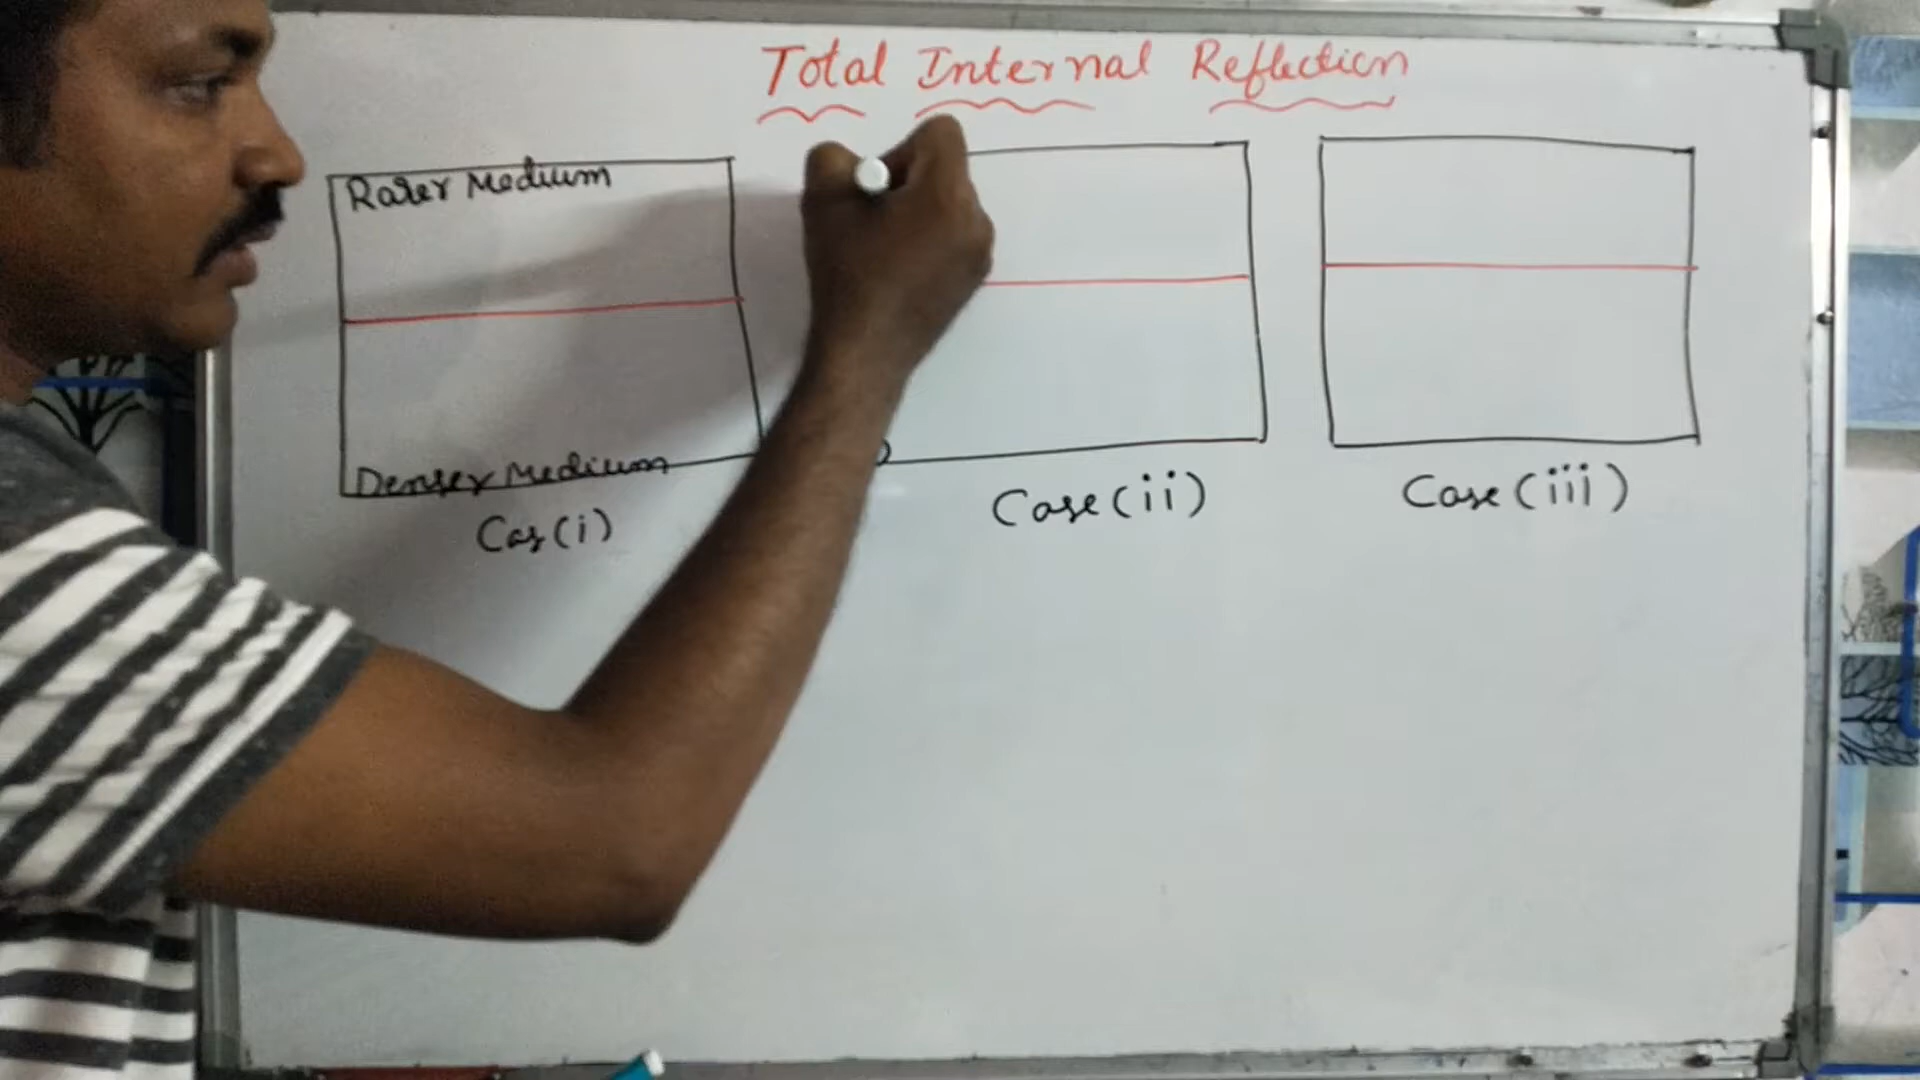 Total Internal Reflection
Rarer Medium
Denser Medium
Cas(i)
Case(ii)
Case(iii)